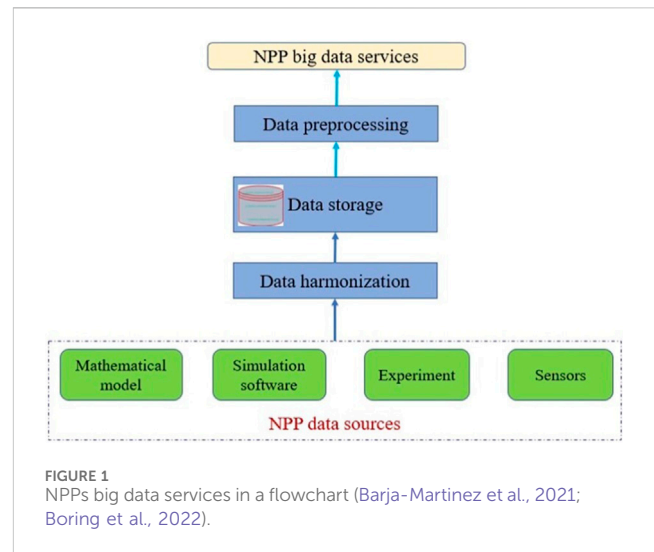 NPP big data services
Data preprocessing
Data storage
Data harmonization
Mathematical
model
Simulation
software
Experiment
Sensors
NPP data sources
FIGURE 1
NPPs big data services in a flowchart (Barja-Martinez et al., 2021;
Boring et al., 2022).